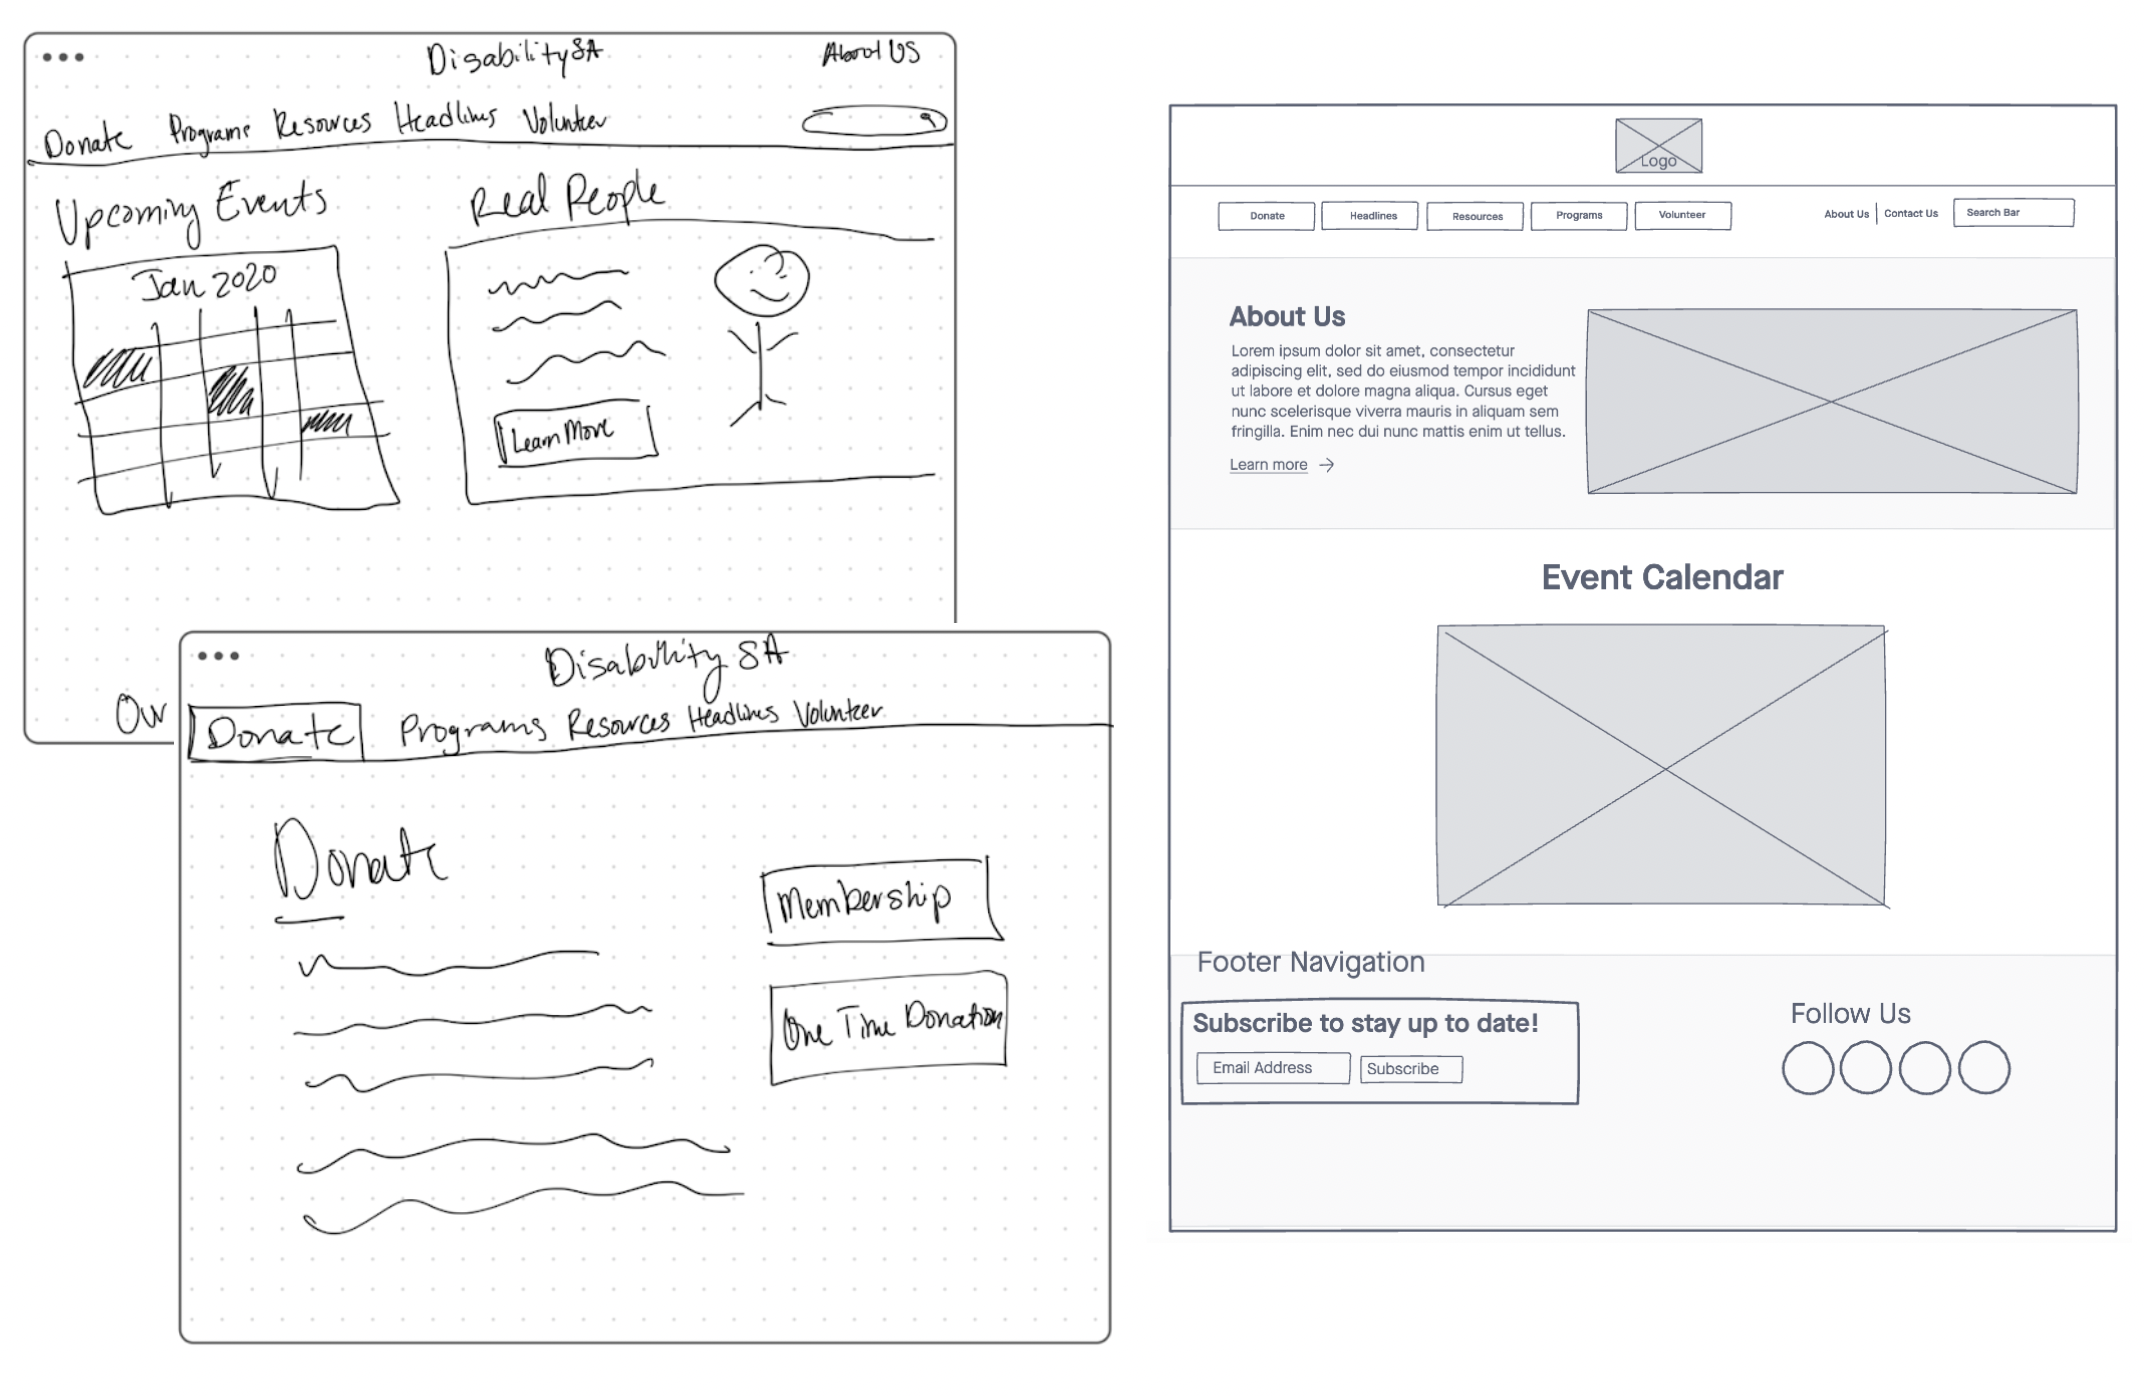 DisabilitySA
About US
Donate Programs Resources Headlines Volunteer
Upcoming Events
Real People
Jan 2020
Learn More
Our
Disability SA
Donate Programs Resources Headlines Volunteer
Donate
Membership
One Time Donation
Logo
Donate Headlines Resources Programs Volunteer About Us Contact Us Search Bar
About Us
Lorem ipsum dolor sit amet, consectetur
adipiscing elit, sed do eiusmod tempor incididunt
ut labore et dolore magna aliqua. Cursus eget
nunc scelerisque viverra mauris in aliquam sem
fringilla. Enim nec dui nunc mattis enim ut tellus.
Learn more →
Event Calendar
Footer Navigation
Subscribe to stay up to date!
Email Address Subscribe
Follow Us